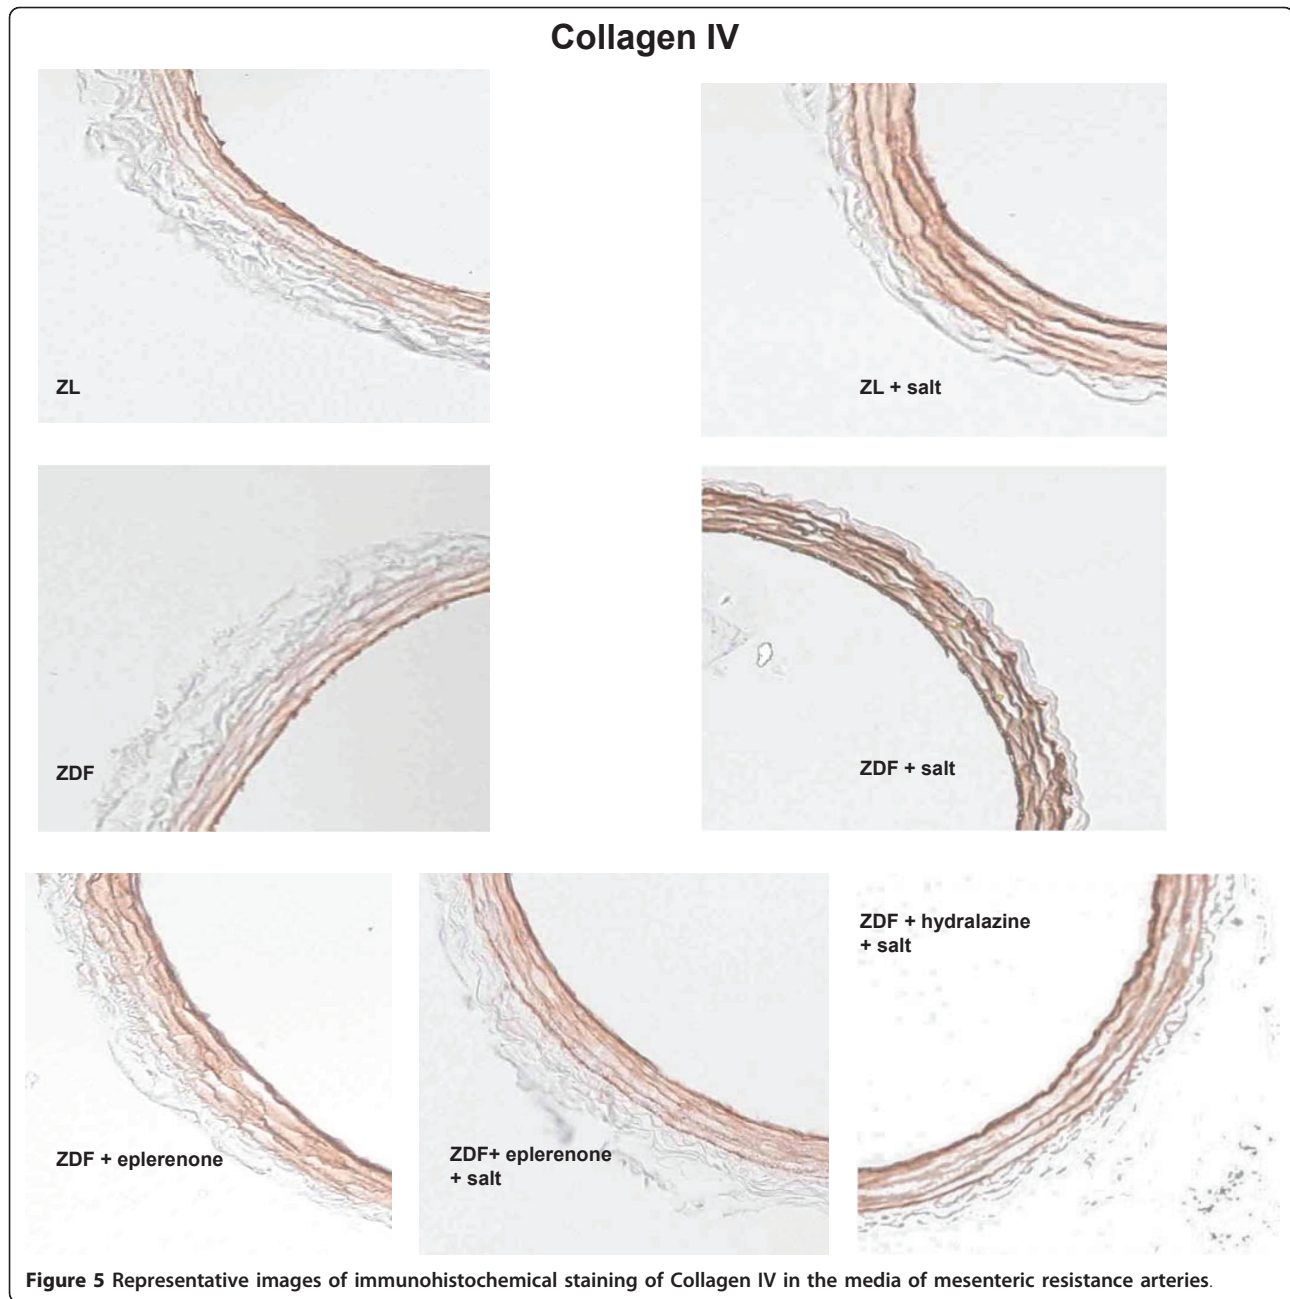 Collagen IV
ZL
ZL + salt
ZDF
ZDF + salt
ZDF + eplerenone
ZDF+ eplerenone
+ salt
ZDF + hydralazine
+ salt
Figure 5 Representative images of immunohistochemical staining of Collagen IV in the media of mesenteric resistance arteries.